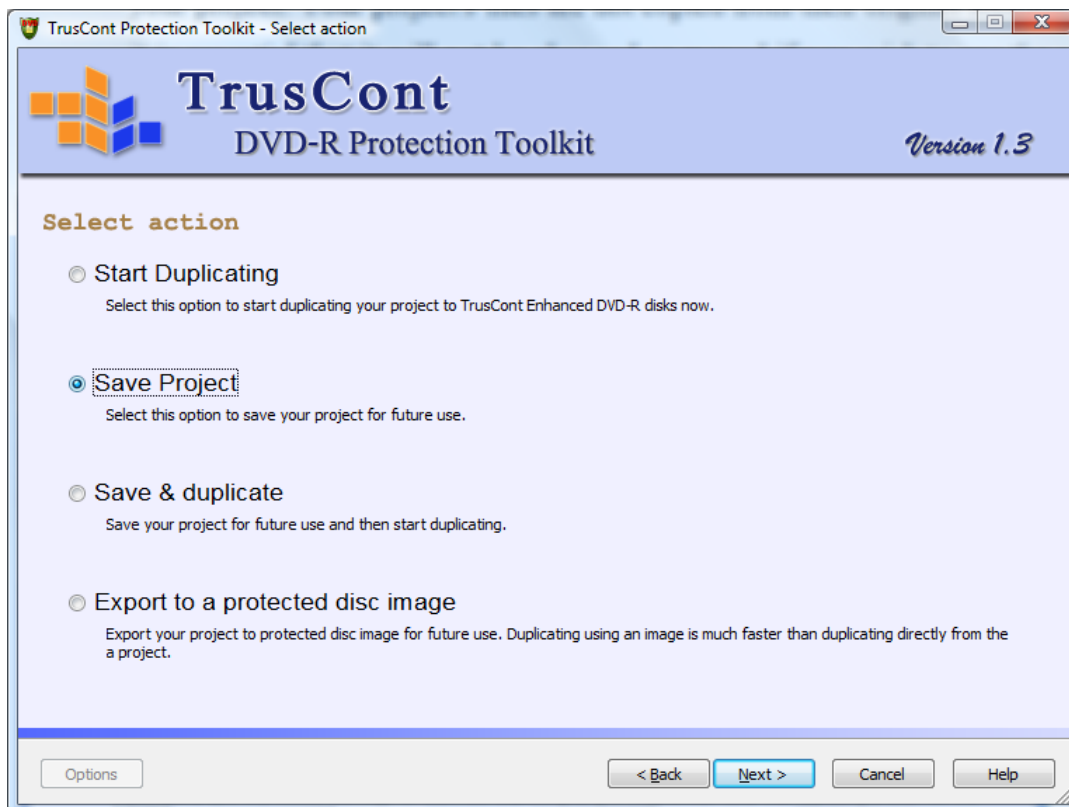 TrusCont Protection Toolkit - Select action
TrusCont
DVD-R Protection Toolkit
Version 1.3
Select action
Start Duplicating
Select this option to start duplicating your project to TrusCont Enhanced DVD-R disks now.
Save Project
Select this option to save your project for future use.
Save & duplicate
Save your project for future use and then start duplicating.
Export to a protected disc image
Export your project to protected disc image for future use. Duplicating using an image is much faster than duplicating directly from the
a project.
Options
< Back
Next >
Cancel
Help